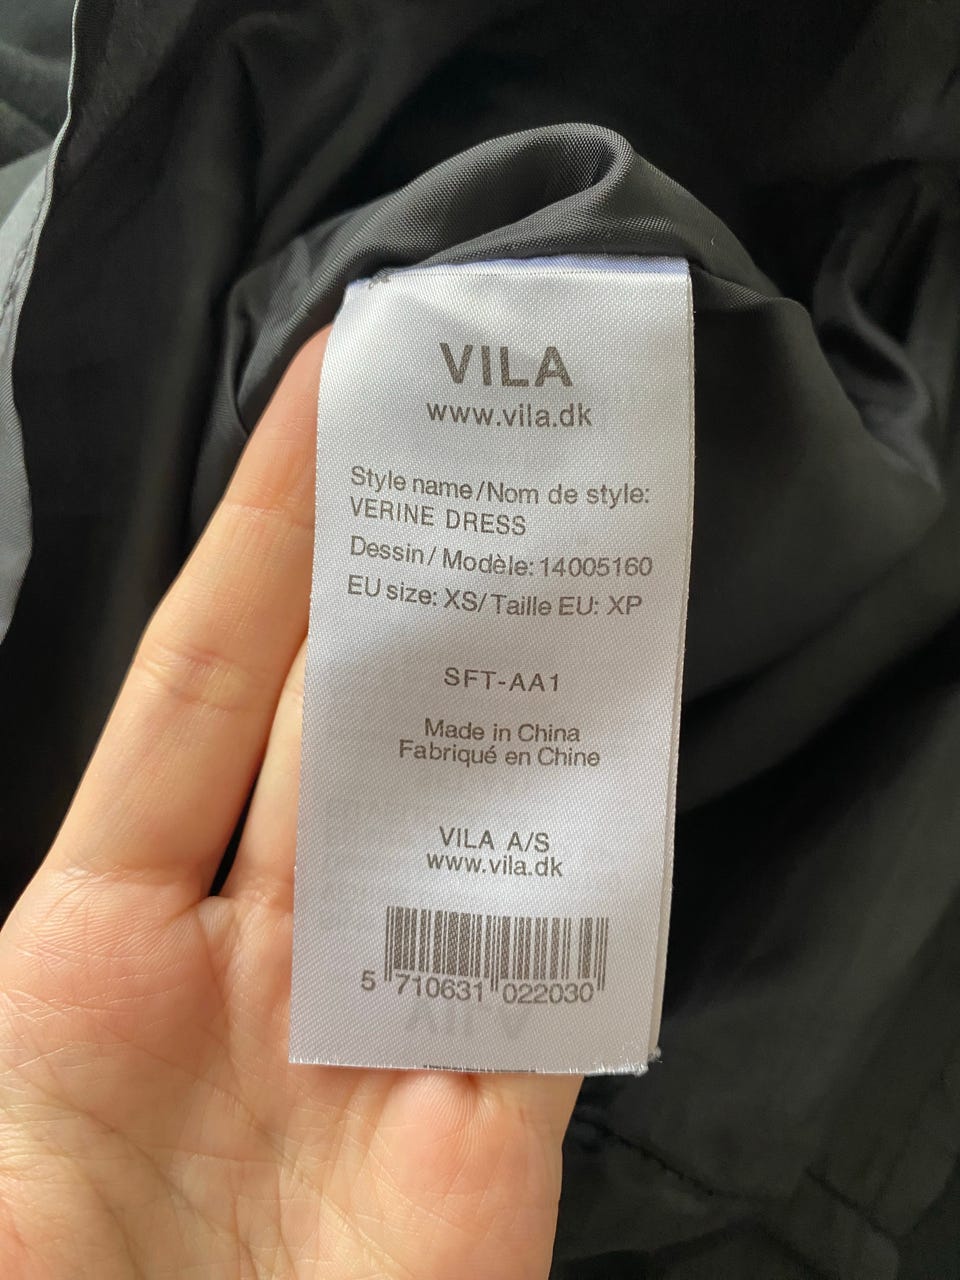 VILA
www.vila.dk
Style name/Nom de style:
VERINE DRESS
Dessin/Modèle: 14005160
EU size: XS/Taille EU: XP
SFT-AA1
Made in China
Fabriqué en Chine
VILA A/S
www.vila.dk
5 710631 022030